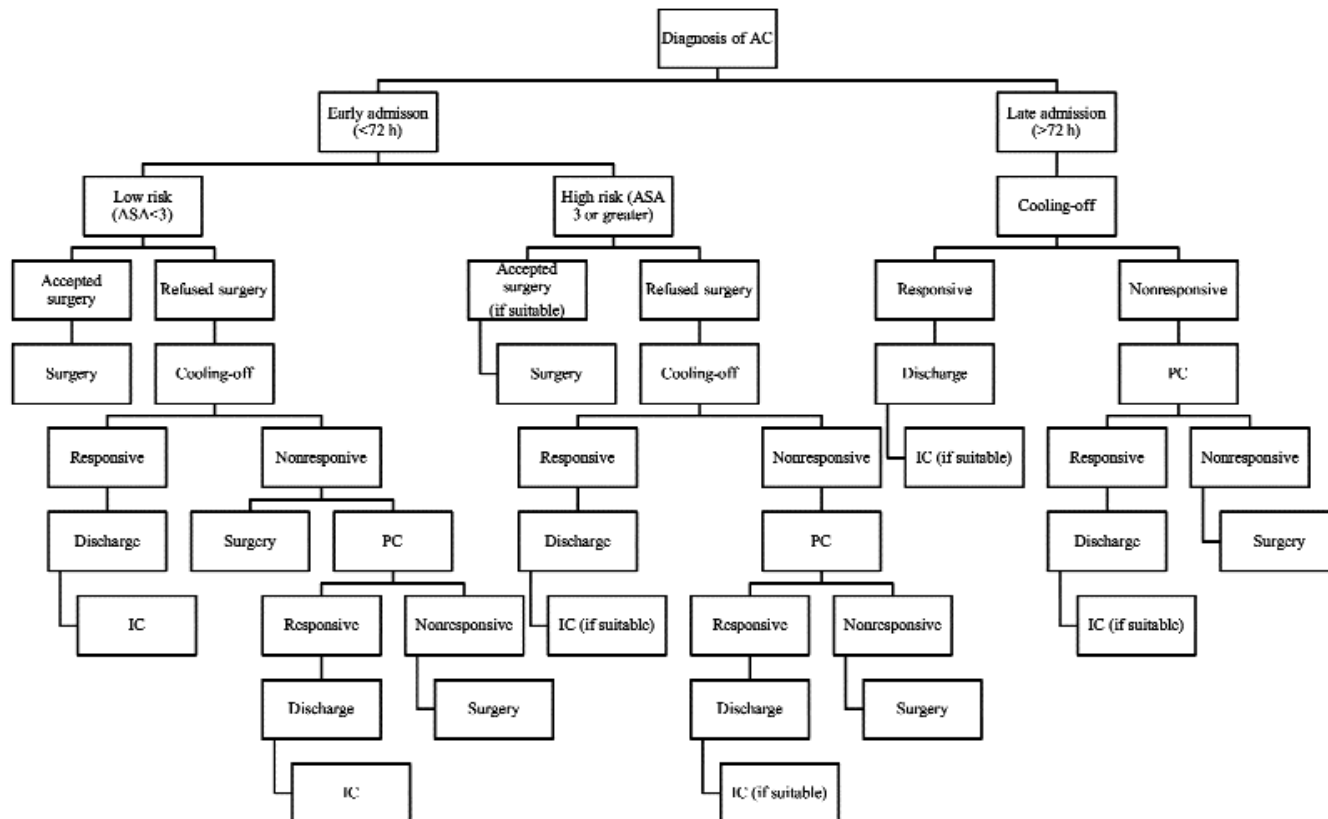 Diagnosis of AC
Early admisson
(<72 h)
Late admission
(>72 h)
Low risk
(ASA<3)
High risk (ASA
3 or greater)
Cooling-off
Accepted
surgery
Refused surgery
Accepted
surgery
(if suitable)
Refused surgery
Responsive
Nonresponsive
Surgery
Cooling-off
Surgery
Cooling-off
Discharge
PC
Responsive
Nonresponive
Responsive
Nonresponsive
IC (if suitable)
Responsive
Nonresponsive
Discharge
Surgery
PC
Discharge
PC
Discharge
Surgery
IC
Responsive
Nonresponsive
IC (if suitable)
Responsive
Nonresponsive
IC (if suitable)
Discharge
Surgery
Discharge
Surgery
IC
IC (if suitable)